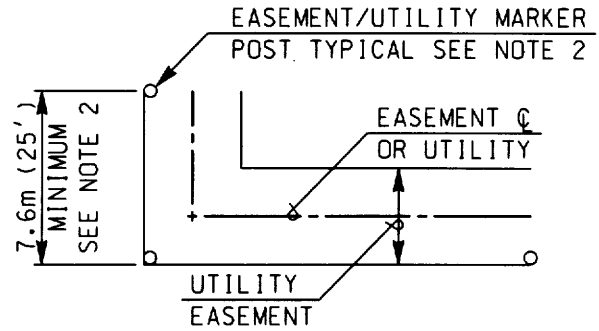 EASEMENT/UTILITY MARKER
POST TYPICAL SEE NOTE 2
7.6m (25')
MINIMUM
SEE NOTE 2
EASEMENT ℄
OR UTILITY
UTILITY
EASEMENT